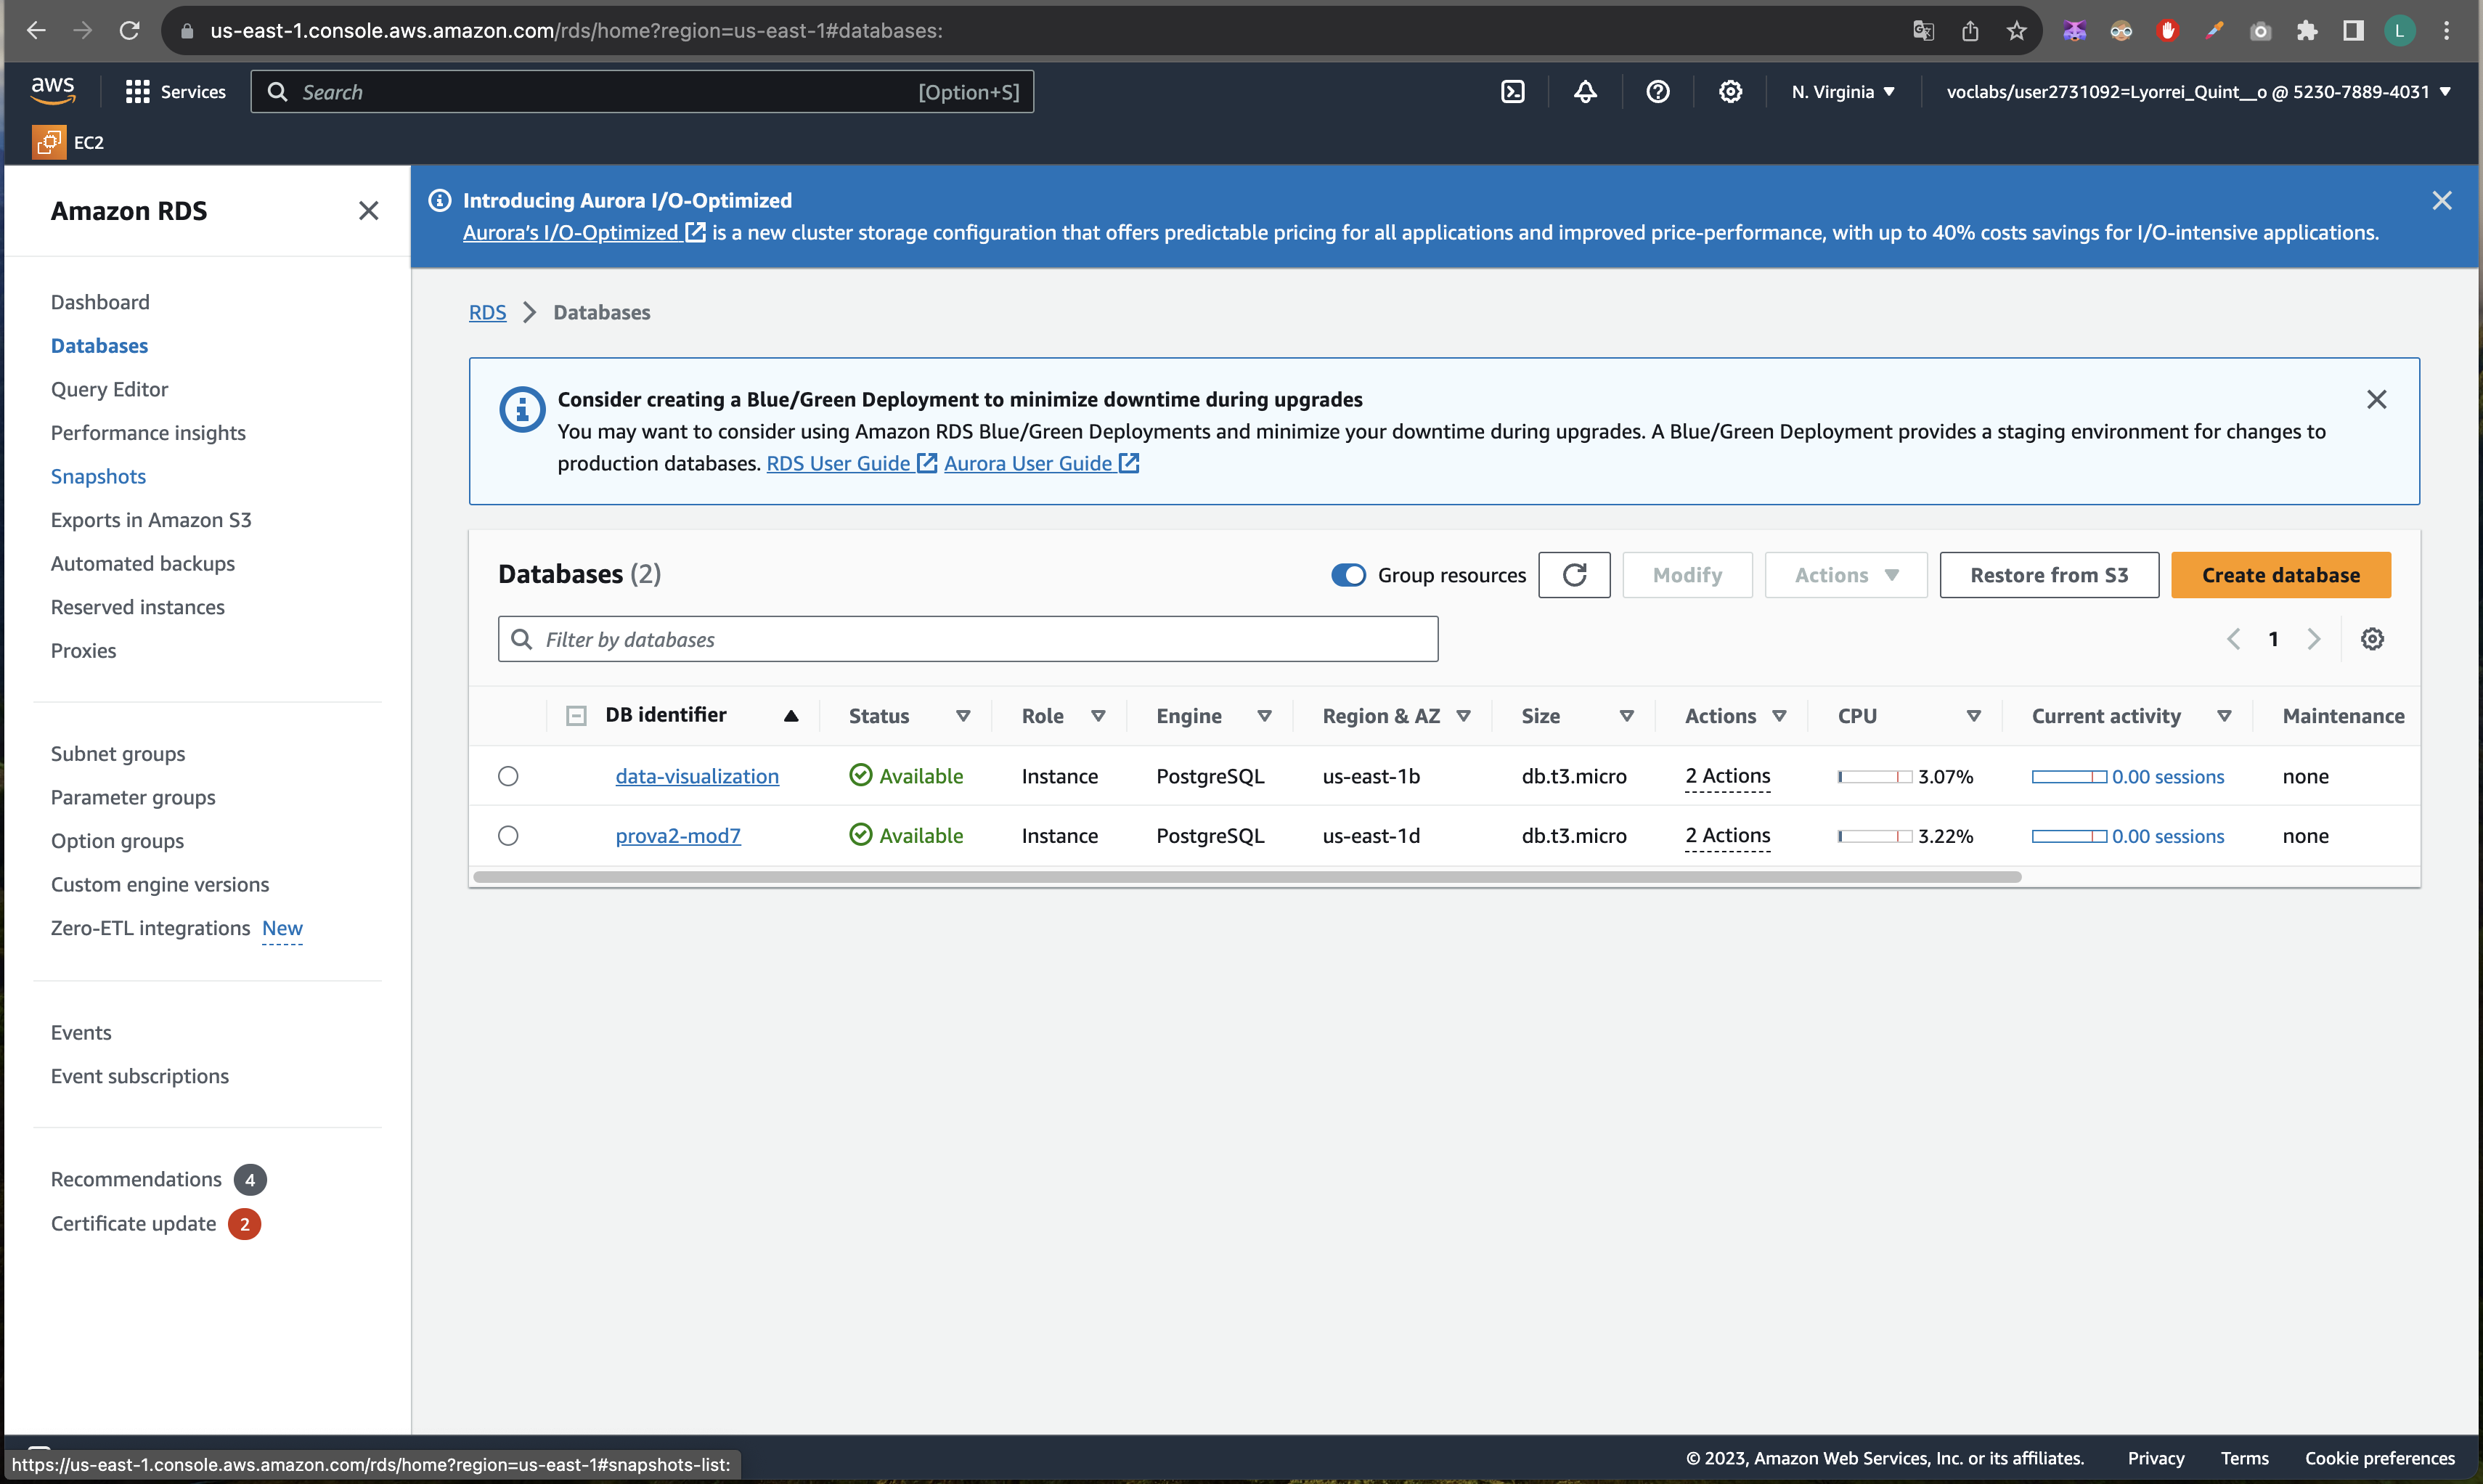 us-east-1.console.aws.amazon.com/rds/home?region=us-east-1#databases:
L
aws Services Search [Option+S] N. Virginia voclabs/user2731092=Lyorrei_Quint__o @ 5230-7889-4031
EC2
Amazon RDS
Dashboard
Databases
Query Editor
Performance insights
Snapshots
Exports in Amazon S3
Automated backups
Reserved instances
Proxies
Subnet groups
Parameter groups
Option groups
Custom engine versions
Zero-ETL integrations New
Events
Event subscriptions
Recommendations 4
Certificate update 2
Introducing Aurora I/O-Optimized
Aurora's I/O-Optimized is a new cluster storage configuration that offers predictable pricing for all applications and improved price-performance, with up to 40% costs savings for I/O-intensive applications.
RDS Databases
Consider creating a Blue/Green Deployment to minimize downtime during upgrades
You may want to consider using Amazon RDS Blue/Green Deployments and minimize your downtime during upgrades. A Blue/Green Deployment provides a staging environment for changes to
production databases. RDS User Guide Aurora User Guide
Databases (2) Group resources Modify Actions Restore from S3 Create database
Filter by databases 1
DB identifier Status Role Engine Region & AZ Size Actions CPU Current activity Maintenance
data-visualization Available Instance PostgreSQL us-east-1b db.t3.micro 2 Actions 3.07% 0.00 sessions none
prova2-mod7 Available Instance PostgreSQL us-east-1d db.t3.micro 2 Actions 3.22% 0.00 sessions none
https://us-east-1.console.aws.amazon.com/rds/home?region=us-east-1#snapshots-list:
© 2023, Amazon Web Services, Inc. or its affiliates. Privacy Terms Cookie preferences